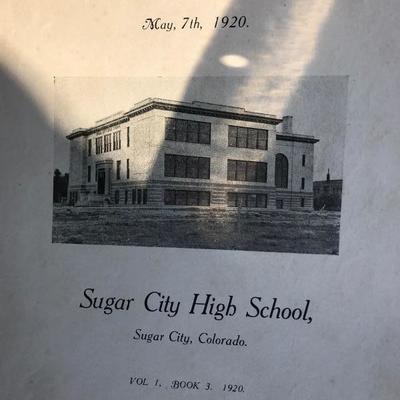 May, 7th, 1920.
Sugar City High School,
Sugar City, Colorado.
VOL 1, BOOK 3. 1920.